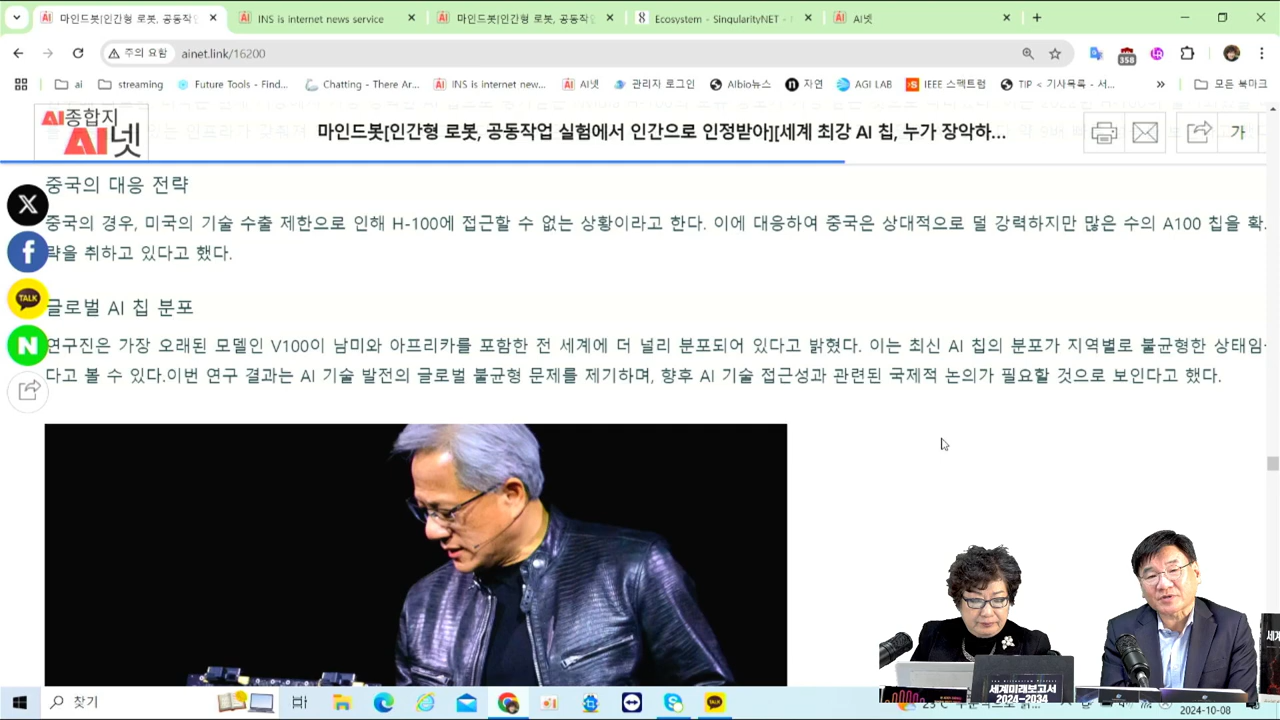 마인드봇[인간형 로봇, 공동작업
INS is internet news service
마인드봇[인간형 로봇, 공동작업
Ecosystem - SingularityNET -
AI넷
주의 요함
ainet.link/16200
358
ai
streaming
Future Tools - Find...
Chatting - There Ar...
INS is internet new...
AI넷
관리자 로그인
AIbio뉴스
자연
AGI LAB
IEEE 스펙트럼
TIP < 기사목록 - 서...
모든 북마크
AI종합지
AI넷
마인드봇[인간형 로봇, 공동작업 실험에서 인간으로 인정받아][세계 최강 AI 칩, 누가 장악하...
가
중국의 대응 전략
중국의 경우, 미국의 기술 수출 제한으로 인해 H-100에 접근할 수 없는 상황이라고 한다. 이에 대응하여 중국은 상대적으로 덜 강력하지만 많은 수의 A100 칩을 확
략을 취하고 있다고 했다.
글로벌 AI 칩 분포
연구진은 가장 오래된 모델인 V100이 남미와 아프리카를 포함한 전 세계에 더 널리 분포되어 있다고 밝혔다. 이는 최신 AI 칩의 분포가 지역별로 불균형한 상태임
다고 볼 수 있다.이번 연구 결과는 AI 기술 발전의 글로벌 불균형 문제를 제기하며, 향후 AI 기술 접근성과 관련된 국제적 논의가 필요할 것으로 보인다고 했다.
TALK
N
세계미래보고서
2024-2034
찾기
TALK
23°C
2024-10-08